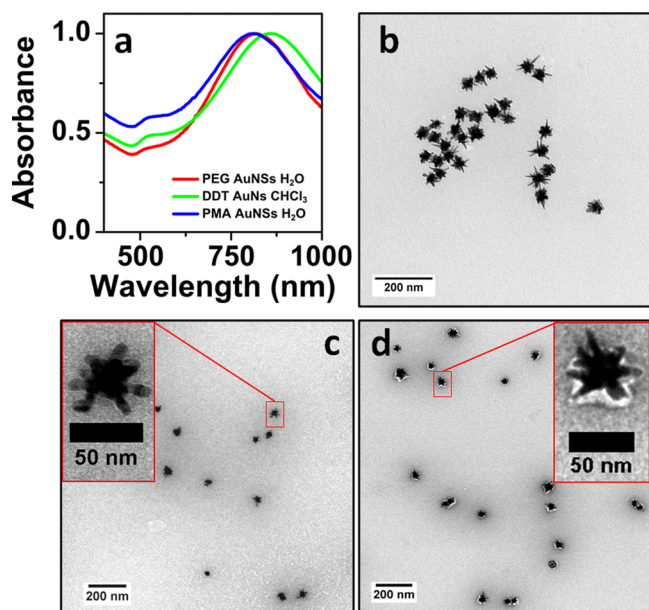 a
Absorbance
1.0
0.5
0.0
PEG AuNSs H₂O
DDT AuNs CHCl₃
PMA AuNSs H₂O
500 750 1000
Wavelength (nm)
b
200 nm
c
50 nm
200 nm
d
50 nm
200 nm